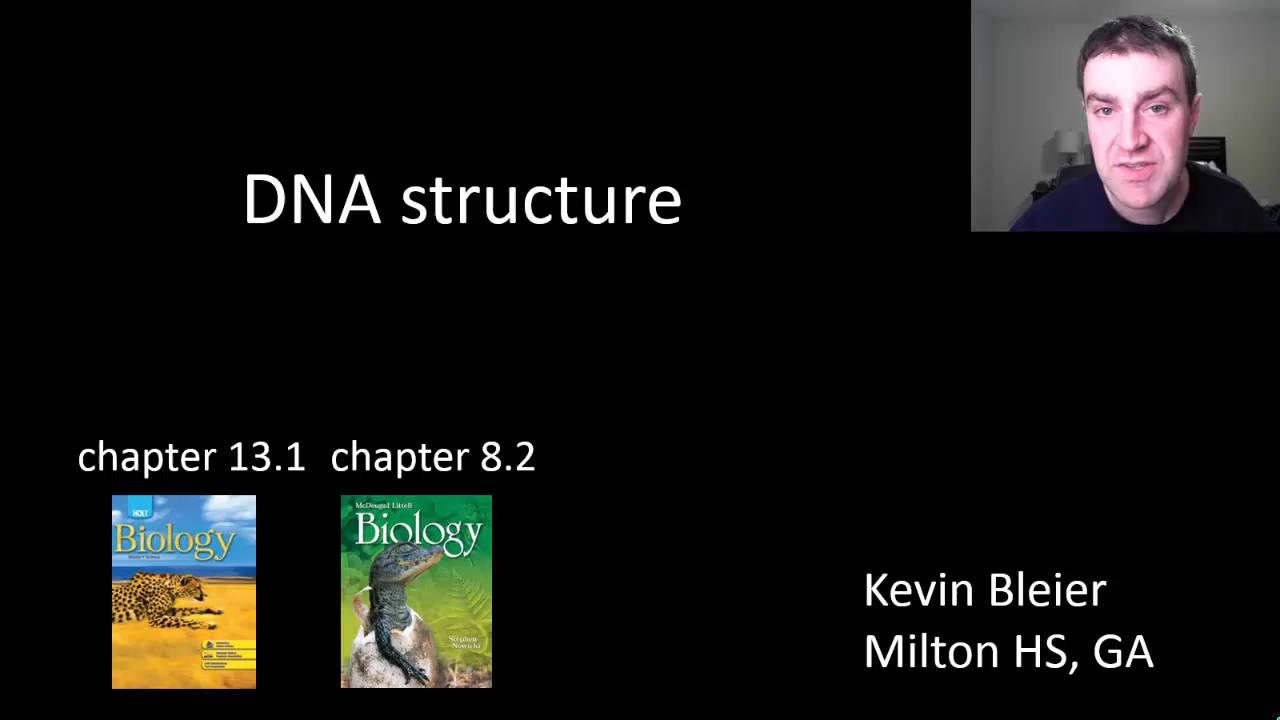 DNA structure
chapter 13.1 chapter 8.2
HOLT
Biology
McDougal Littell
Biology
Stephen
Nowicki
Kevin Bleier
Milton HS, GA